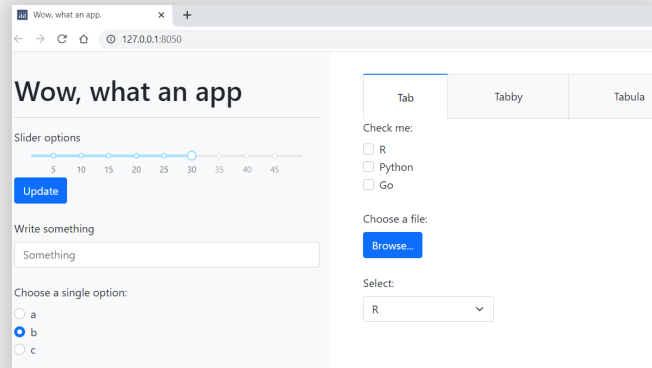 Wow, what an app.
127.0.0.1:8050
Wow, what an app
Slider options
5 10 15 20 25 30 35 40 45
Update
Write something
Something
Choose a single option:
a
b
c
Tab Tabby Tabula
Check me:
R
Python
Go
Choose a file:
Browse...
Select:
R